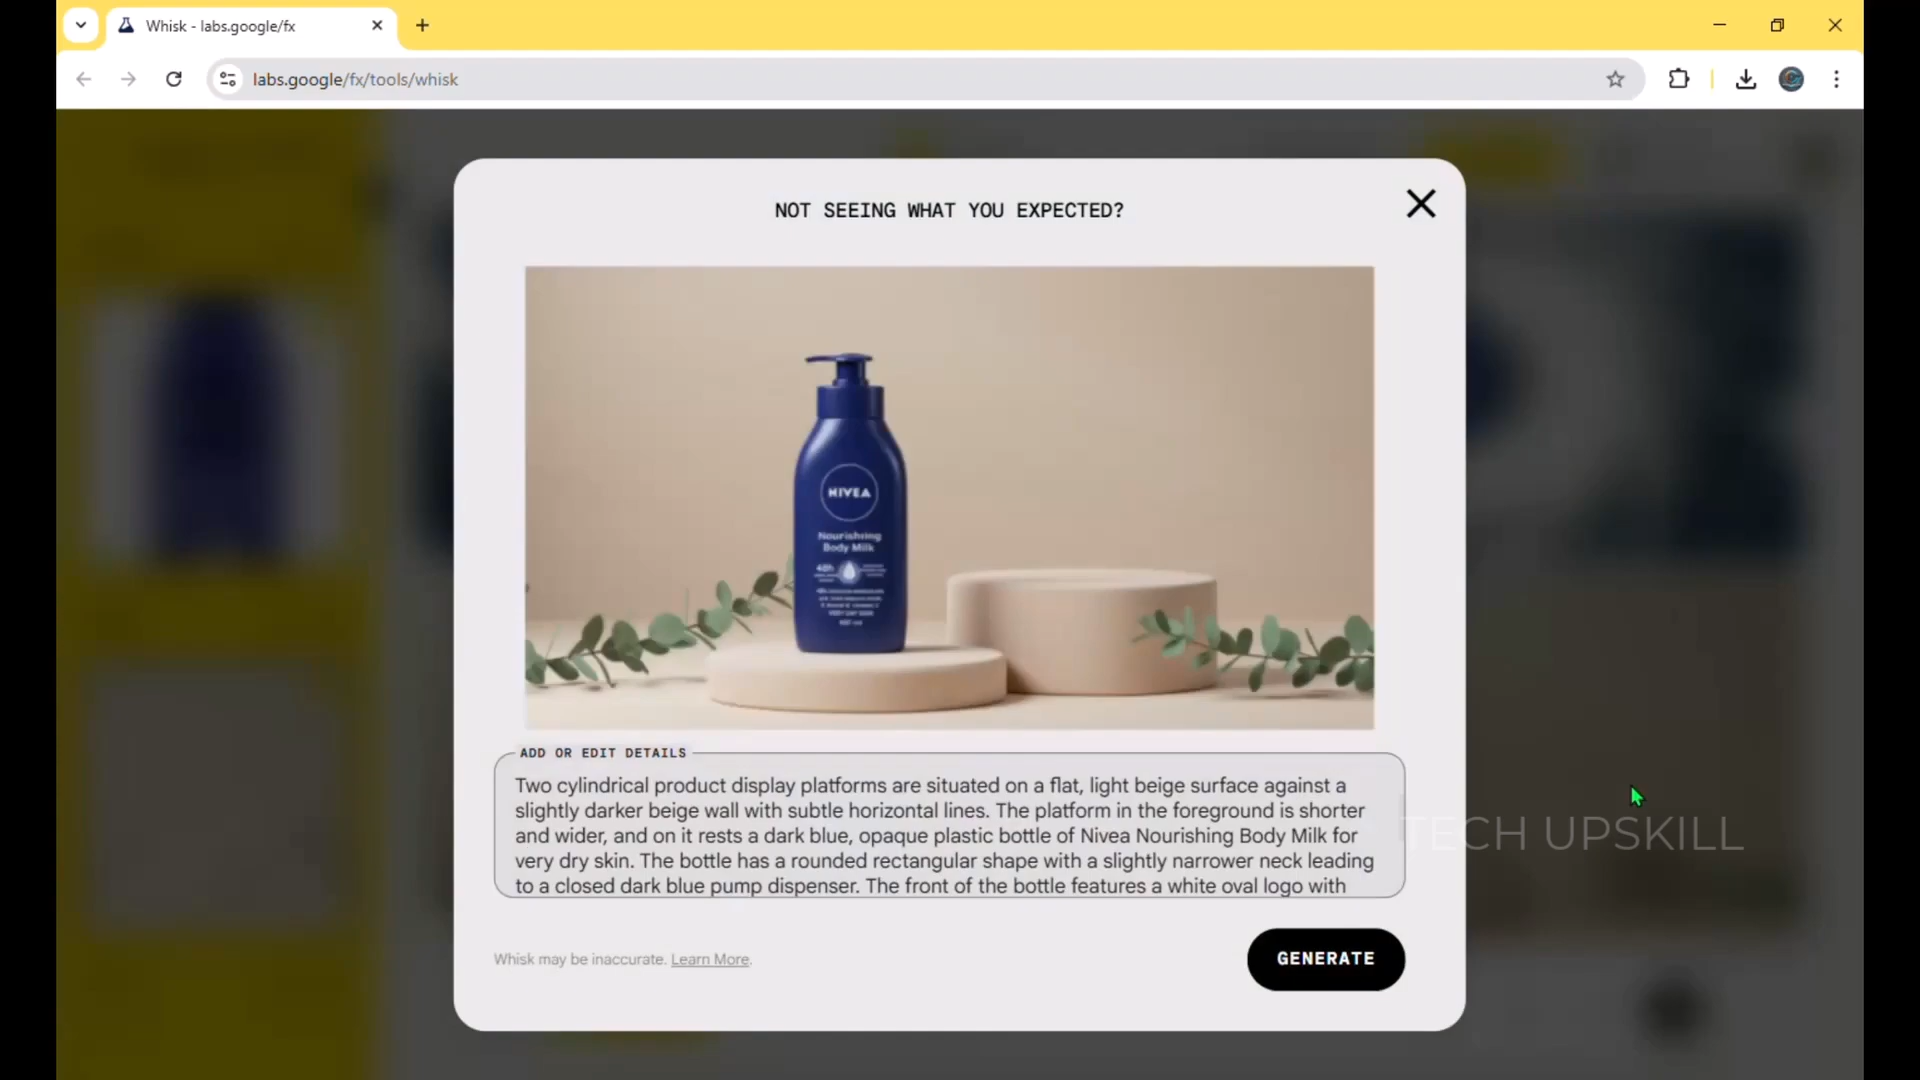 Whisk - labs.google/fx
labs.google/fx/tools/whisk
NOT SEEING WHAT YOU EXPECTED?
NIVEA
Nourishing
Body Milk
48h
ADD OR EDIT DETAILS
Two cylindrical product display platforms are situated on a flat, light beige surface against a
slightly darker beige wall with subtle horizontal lines. The platform in the foreground is shorter
and wider, and on it rests a dark blue, opaque plastic bottle of Nivea Nourishing Body Milk for
very dry skin. The bottle has a rounded rectangular shape with a slightly narrower neck leading
to a closed dark blue pump dispenser. The front of the bottle features a white oval logo with
TECH UPSKILL
Whisk may be inaccurate. Learn More.
GENERATE